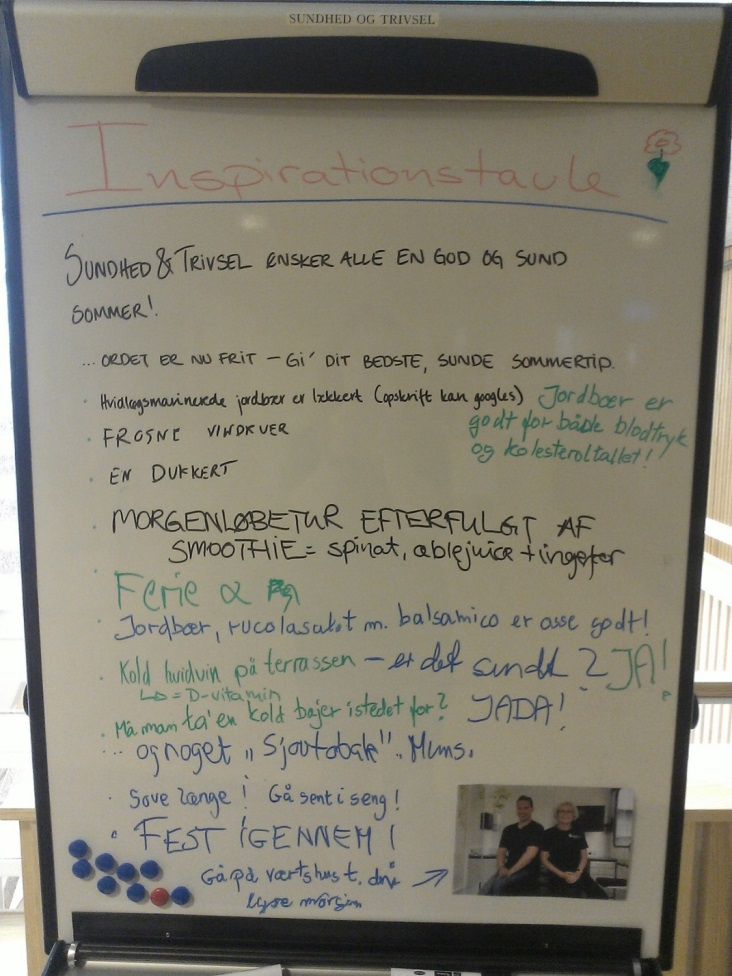 SUNDHED OG TRIVSEL
Inspirationstavle
SUNDHED & TRIVSEL ØNSKER ALLE EN GOD OG SUND
SOMMER!
... ORDET ER NU FRIT - GI' DIT BEDSTE, SUNDE SOMMERTIP.
· Hvidløgsmarinerede jordbær er lækkert (opskrift kan googles)
Jordbær er
godt for både blodtryk
og kolesteroltallet!
· FROSNE VINDRUER
· EN DUKKERT
· MORGENLØBETUR EFTERFULGT AF
SMOOTHIE = spinat, æblejuice + ingefær
· Ferie
· Jordbær, rucolasalat m. balsamico er osse godt!
· Kold hvidvin på terrassen - er det sundt? JA!
= D-vitamin
· Må man ta' en kold bajer istedet for? JADA!
... og noget "Sjovtobak". Mums.
· Sove længe! Gå sent i seng!
· FEST IGENNEM!
Gå på værtshus t. den
lyse morgen